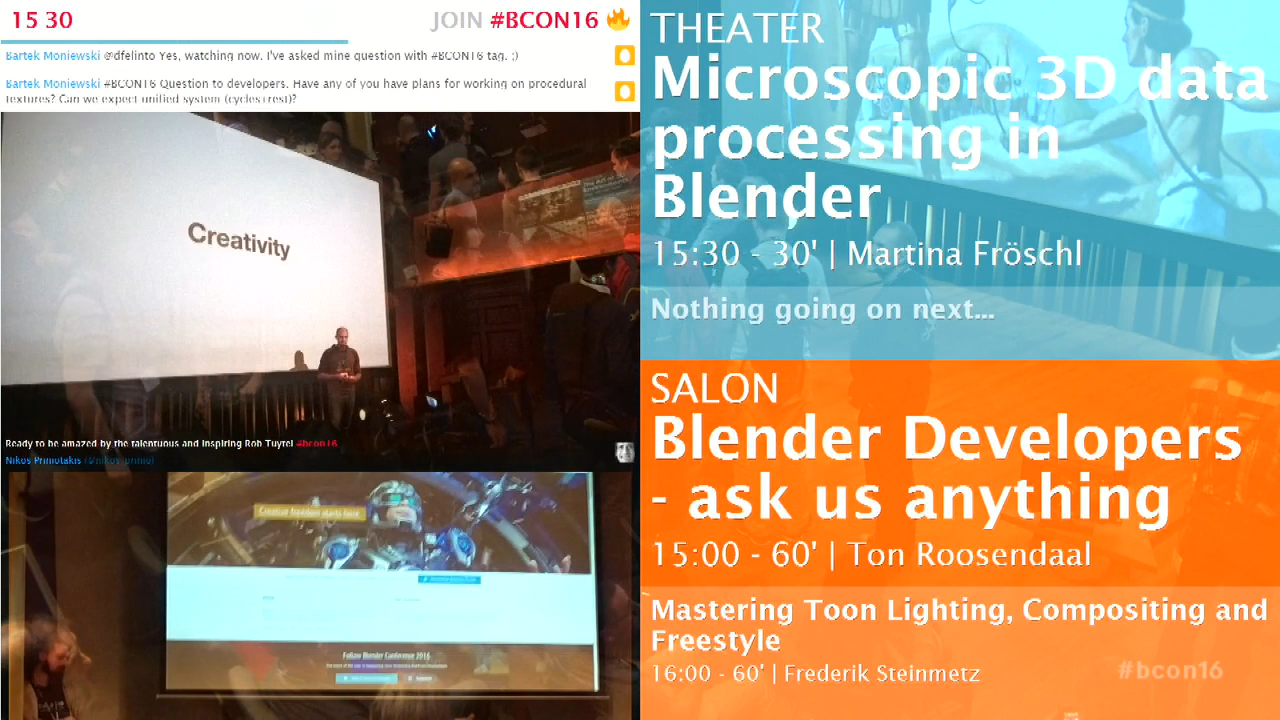 15 30
JOIN #BCON16
Bartek Moniewski @dfelinto Yes, watching now. I've asked mine question with #BCON16 tag. ;)
Bartek Moniewski #BCON16 Question to developers. Have any of you have plans for working on procedural
textures? Can we expect unified system (cycles+rest)?
Creativity
Ready to be amazed by the talentuous and inspiring Rob Tuytel #bcon16
Nikos Priniotakis (@nikos_prinio)
Creative freedom starts here
Follow Blender Conference 2016
THEATER
Microscopic 3D data
processing in
Blender
15:30 - 30' | Martina Fröschl
Nothing going on next...
SALON
Blender Developers
- ask us anything
15:00 - 60' | Ton Roosendaal
Mastering Toon Lighting, Compositing and
Freestyle
16:00 - 60' | Frederik Steinmetz
#bcon16